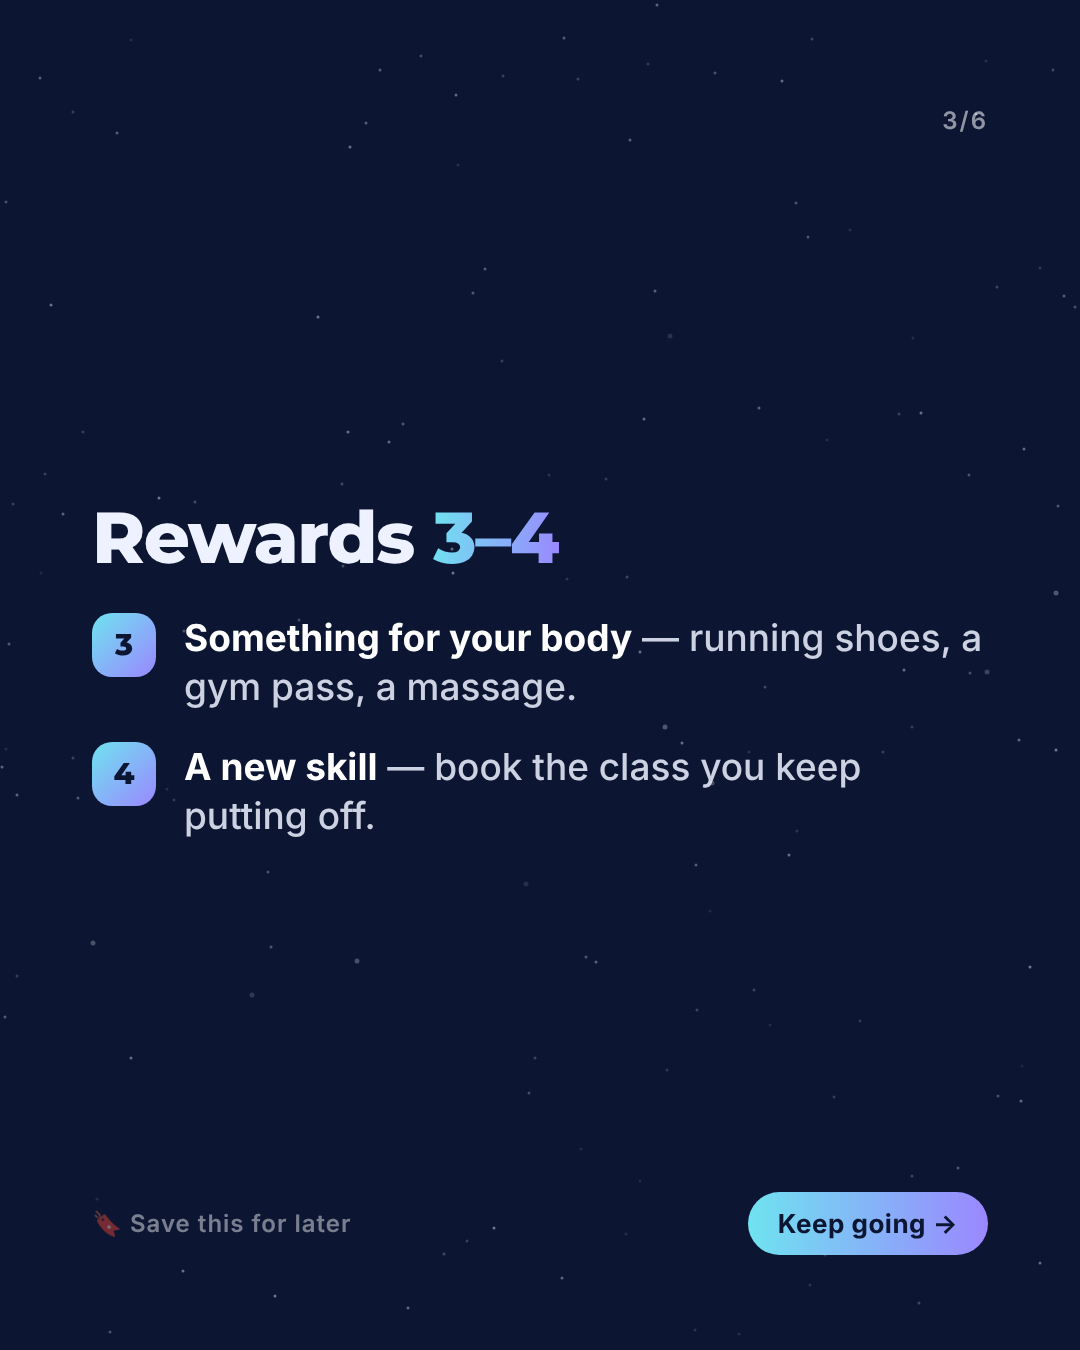 3/6
Rewards 3–4
3
Something for your body — running shoes, a
gym pass, a massage.
4
A new skill — book the class you keep
putting off.
🔖 Save this for later
Keep going →